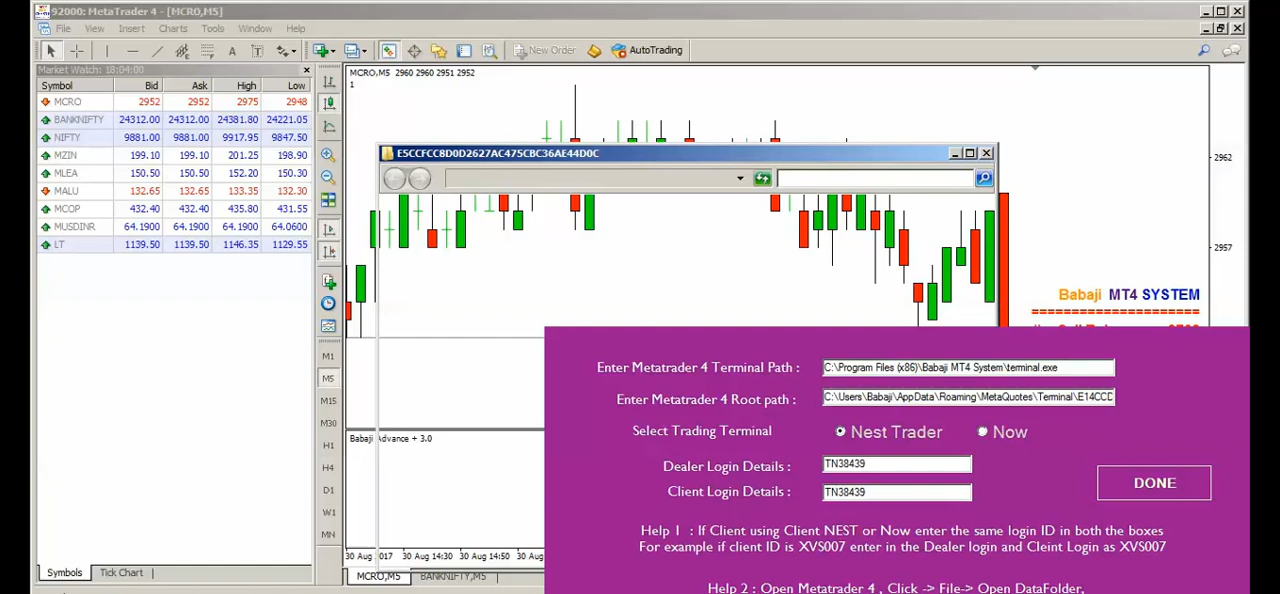 92000: MetaTrader 4 - [MCRO,M5]
File View Insert Charts Tools Window Help
New Order AutoTrading
Market Watch: 18:04:00
Symbol Bid Ask High Low
MCRO 2952 2952 2975 2948
BANKNIFTY 24312.00 24312.00 24381.80 24221.05
NIFTY 9881.00 9881.00 9917.95 9847.50
MZIN 199.10 199.10 201.25 198.90
MLEA 150.50 150.50 152.20 150.30
MALU 132.65 132.65 133.35 132.30
MCOP 432.40 432.40 435.80 431.55
MUSDINR 64.1900 64.1900 64.1900 64.0600
LT 1139.50 1139.50 1146.35 1129.55
Symbols Tick Chart
M1
M5
M15
M30
H1
H4
D1
W1
MN
MCRO,M5 2960 2960 2951 2952
1
E5CCFCC8D0D2627AC475CBC36AE44D0C
2962
2957
Babaji MT4 SYSTEM
Babaji Advance + 3.0
30 Aug 2017 30 Aug 14:30 30 Aug 14:50 30 Aug
MCRO,M5 BANKNIFTY,M5
Enter Metatrader 4 Terminal Path : C:\Program Files (x86)\Babaji MT4 System\terminal.exe
Enter Metatrader 4 Root path : C:\Users\Babaji\AppData\Roaming\MetaQuotes\Terminal\E14CCD
Select Trading Terminal Nest Trader Now
Dealer Login Details : TN38439
Client Login Details : TN38439
DONE
Help 1 : If Client using Client NEST or Now enter the same login ID in both the boxes
For example if client ID is XVS007 enter in the Dealer login and Cleint Login as XVS007
Help 2 : Open Metatrader 4 , Click -> File-> Open DataFolder,